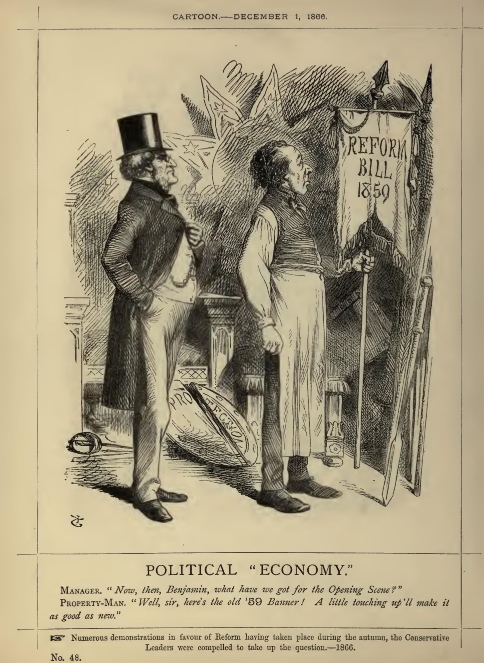 CARTOON.—DECEMBER 1, 1866.
REFORM
BILL
1859
POLITICAL "ECONOMY."
MANAGER. "Now, then, Benjamin, what have we got for the Opening Scene?"
PROPERTY-MAN. "Well, sir, here's the old '59 Banner! A little touching up'll make it
as good as new."
☞ Numerous demonstrations in favour of Reform having taken place during the autumn, the Conservative
Leaders were compelled to take up the question.—1866.
No. 48.